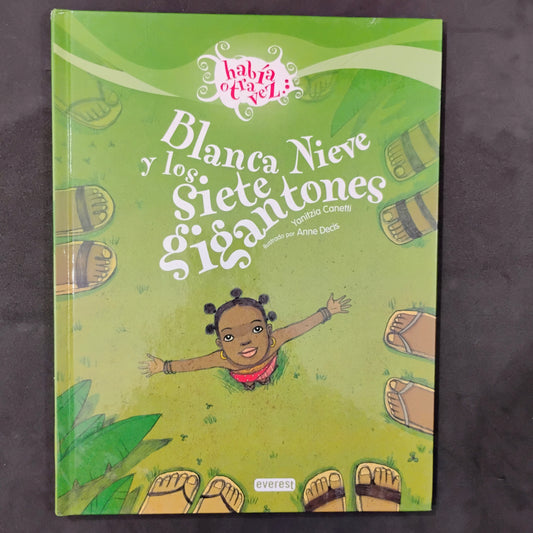 había
otra
vez...
Blanca Nieve
y los
siete
gigantones
Yanitzia Canetti
ilustrado por Anne Decis
everest